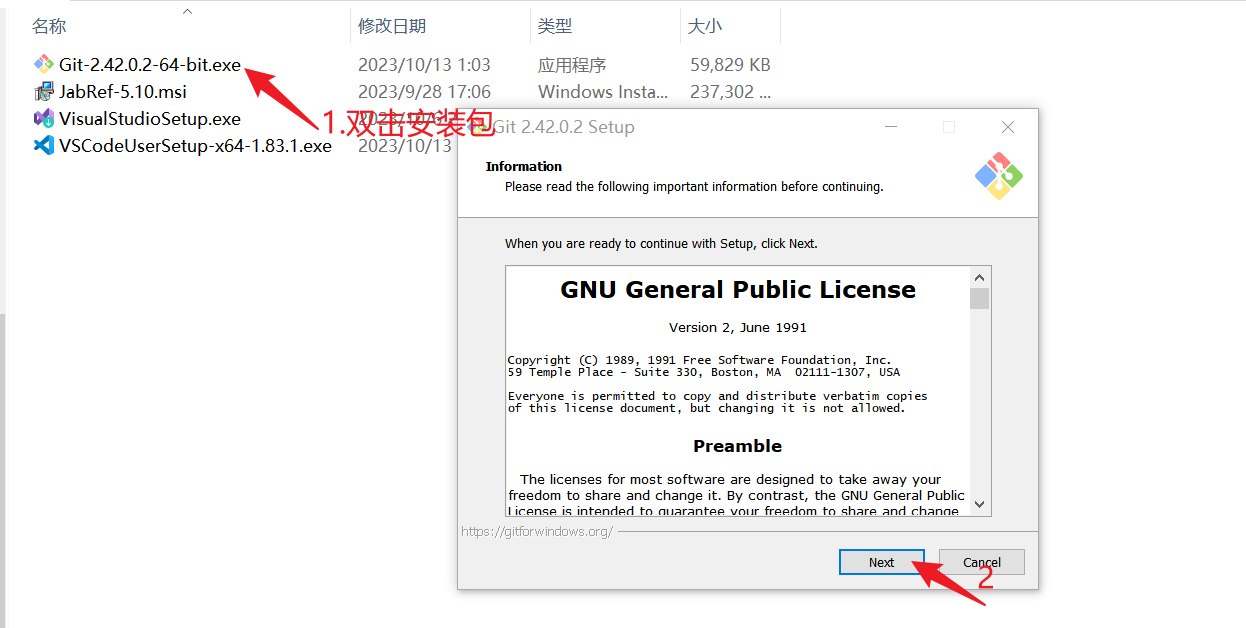 名称 修改日期 类型 大小
Git-2.42.0.2-64-bit.exe 2023/10/13 1:03 应用程序 59,829 KB
JabRef-5.10.msi 2023/9/28 17:06 Windows Insta... 237,302 ...
VisualStudioSetup.exe
VSCodeUserSetup-x64-1.83.1.exe 2023/10/13
1.双击安装包
Git 2.42.0.2 Setup
Information
Please read the following important information before continuing.
When you are ready to continue with Setup, click Next.
GNU General Public License
Version 2, June 1991
Copyright (C) 1989, 1991 Free Software Foundation, Inc.
59 Temple Place - Suite 330, Boston, MA  02111-1307, USA
Everyone is permitted to copy and distribute verbatim copies
of this license document, but changing it is not allowed.
Preamble
The licenses for most software are designed to take away your
freedom to share and change it. By contrast, the GNU General Public
License is intended to guarantee your freedom to share and change
https://gitforwindows.org/
Next Cancel
2